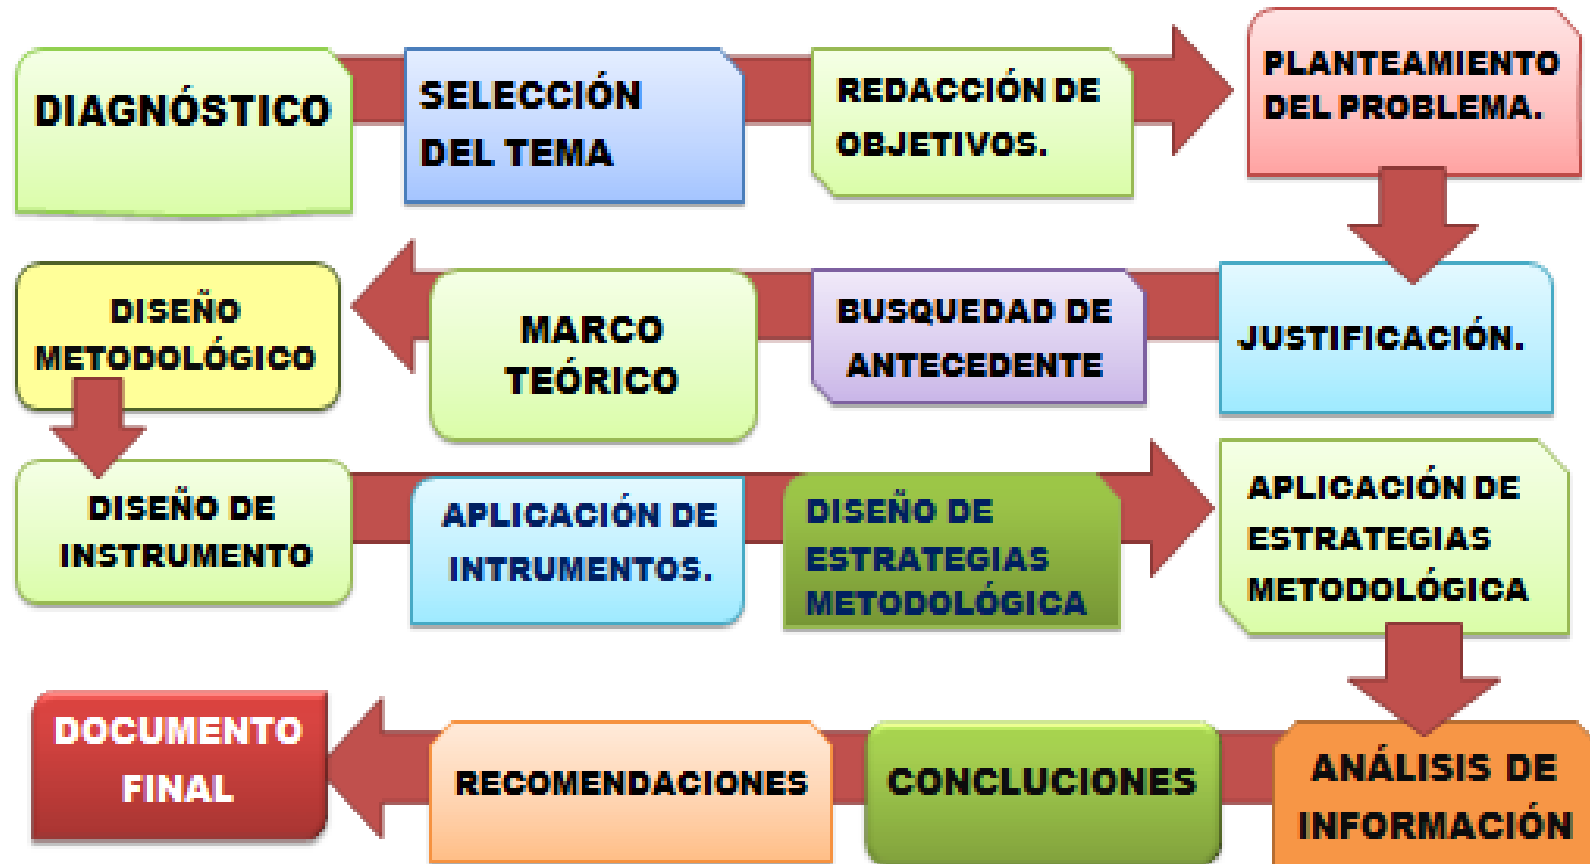 DIAGNÓSTICO
SELECCIÓN
DEL TEMA
REDACCIÓN DE
OBJETIVOS.
PLANTEAMIENTO
DEL PROBLEMA.
JUSTIFICACIÓN.
BUSQUEDAD DE
ANTECEDENTE
MARCO
TEÓRICO
DISEÑO
METODOLÓGICO
DISEÑO DE
INSTRUMENTO
APLICACIÓN DE
INTRUMENTOS.
DISEÑO DE
ESTRATEGIAS
METODOLÓGICA
APLICACIÓN DE
ESTRATEGIAS
METODOLÓGICA
ANÁLISIS DE
INFORMACIÓN
CONCLUCIONES
RECOMENDACIONES
DOCUMENTO
FINAL